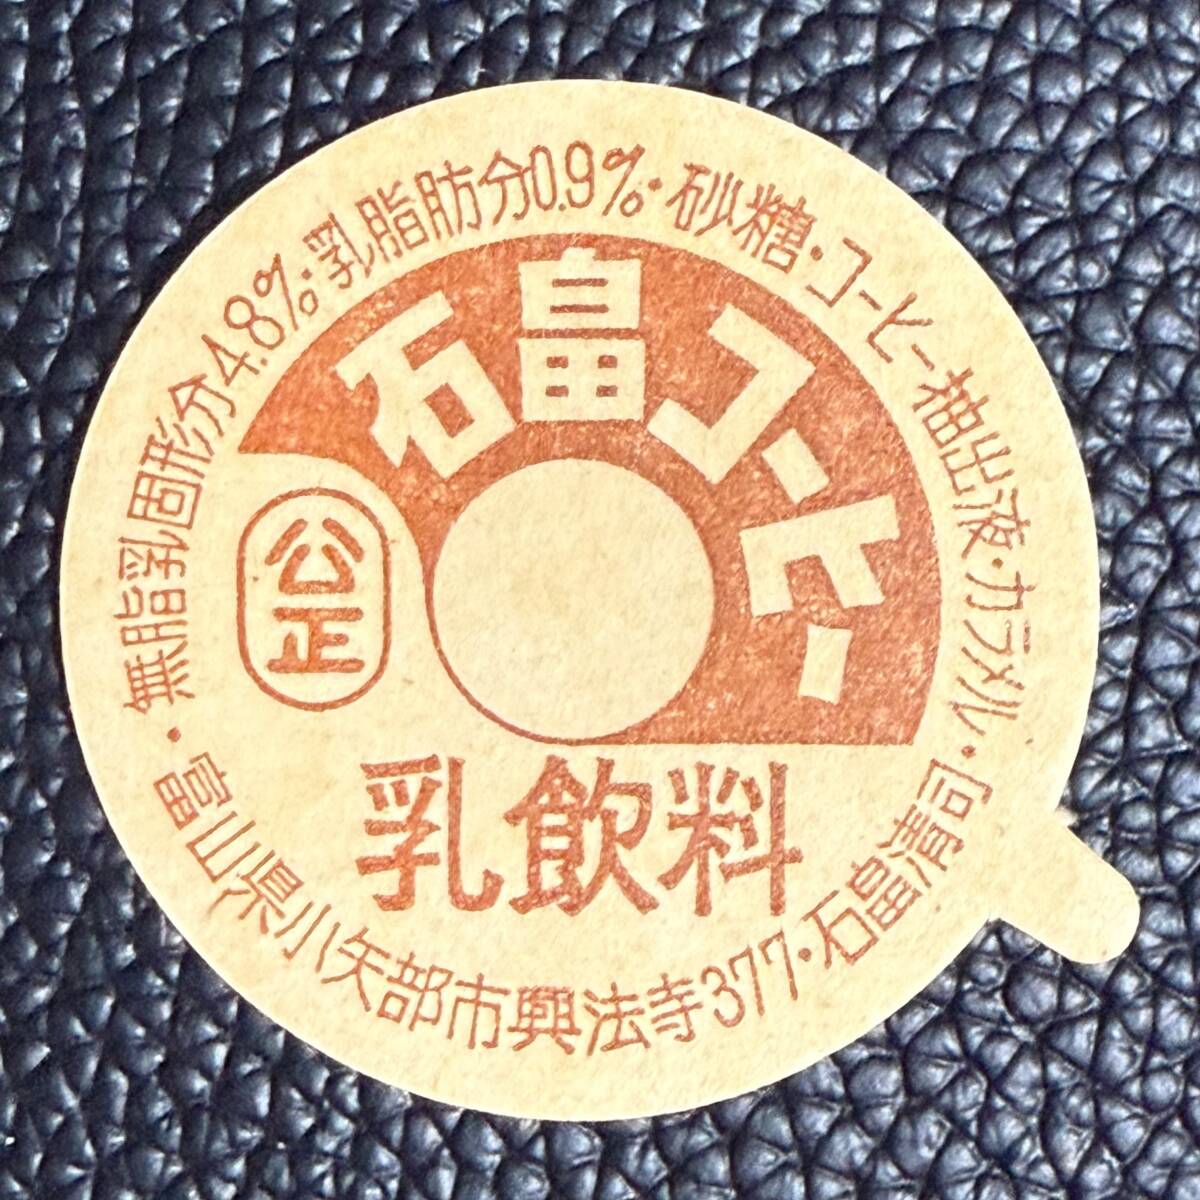 無脂乳固形分4.8%・乳脂肪分0.9%・砂糖・コーヒー抽出液・カラメル・
石畠コーヒー
公正
乳飲料
富山県小矢部市興法寺377・石畠清